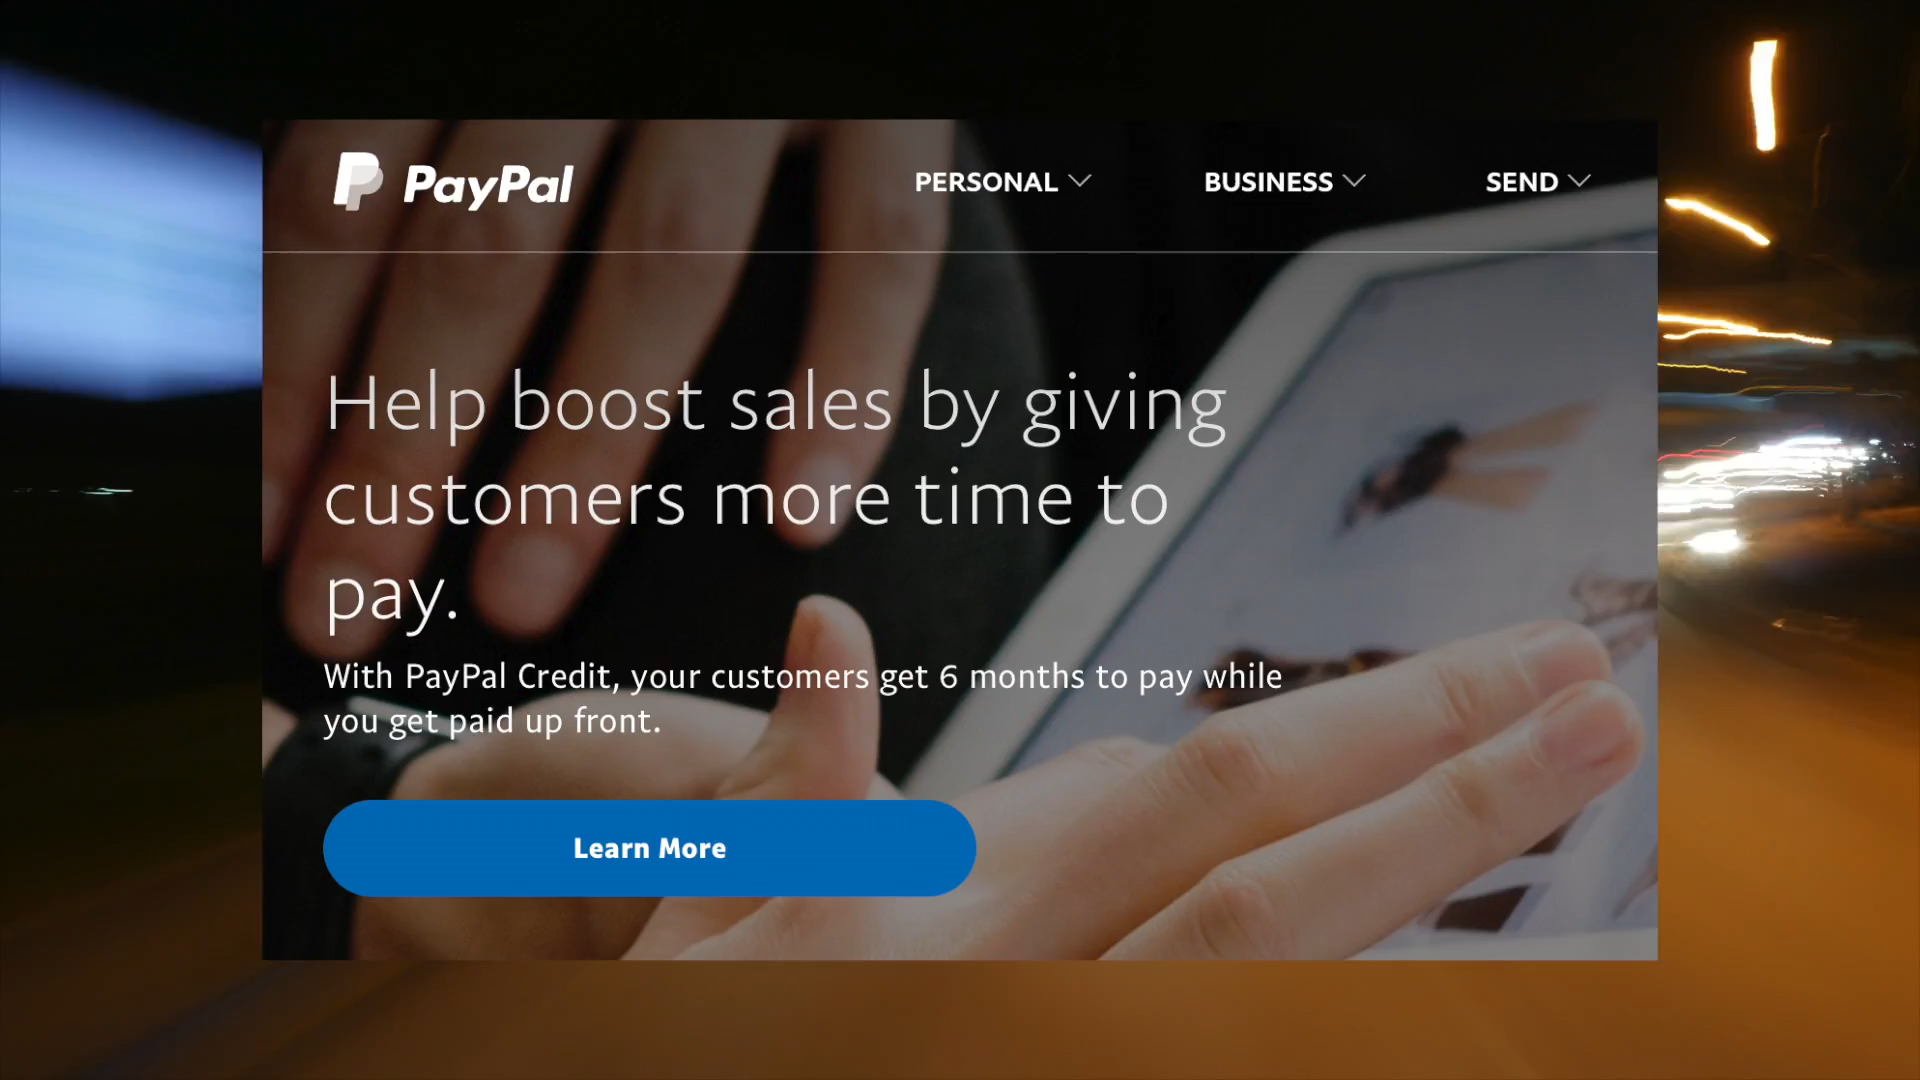 PayPal
PERSONAL
BUSINESS
SEND
Help boost sales by giving
customers more time to
pay.
With PayPal Credit, your customers get 6 months to pay while
you get paid up front.
Learn More